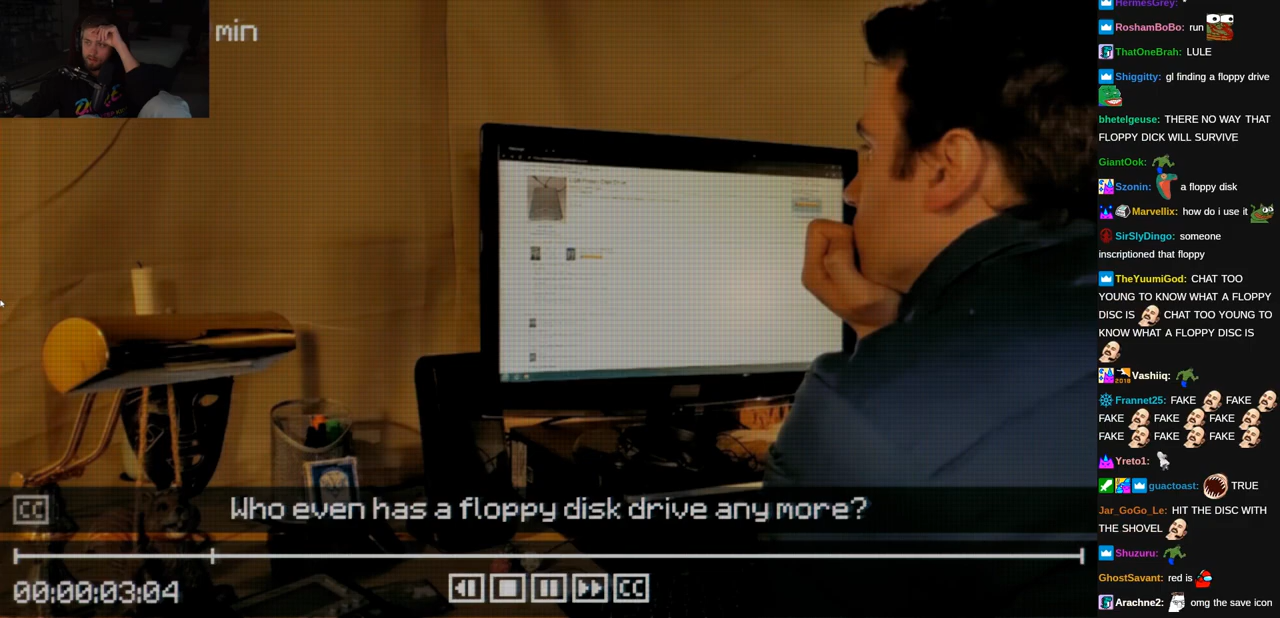 min
CC
Who even has a floppy disk drive any more?
00:00:03:04
CC
HermesGrey:
RoshamBoBo: run
ThatOneBrah: LULE
Shiggitty: gl finding a floppy drive
bhetelgeuse: THERE NO WAY THAT
FLOPPY DICK WILL SURVIVE
GiantOok:
Szonin: a floppy disk
Marvellix: how do i use it
SirSlyDingo: someone
inscriptioned that floppy
TheYuumiGod: CHAT TOO
YOUNG TO KNOW WHAT A FLOPPY
DISC IS CHAT TOO YOUNG TO
KNOW WHAT A FLOPPY DISC IS
2018 Vashiiq:
Frannet25: FAKE FAKE
FAKE FAKE FAKE
FAKE FAKE FAKE
Yreto1:
guactoast: TRUE
Jar_GoGo_Le: HIT THE DISC WITH
THE SHOVEL
Shuzuru:
GhostSavant: red is
Arachne2: omg the save icon